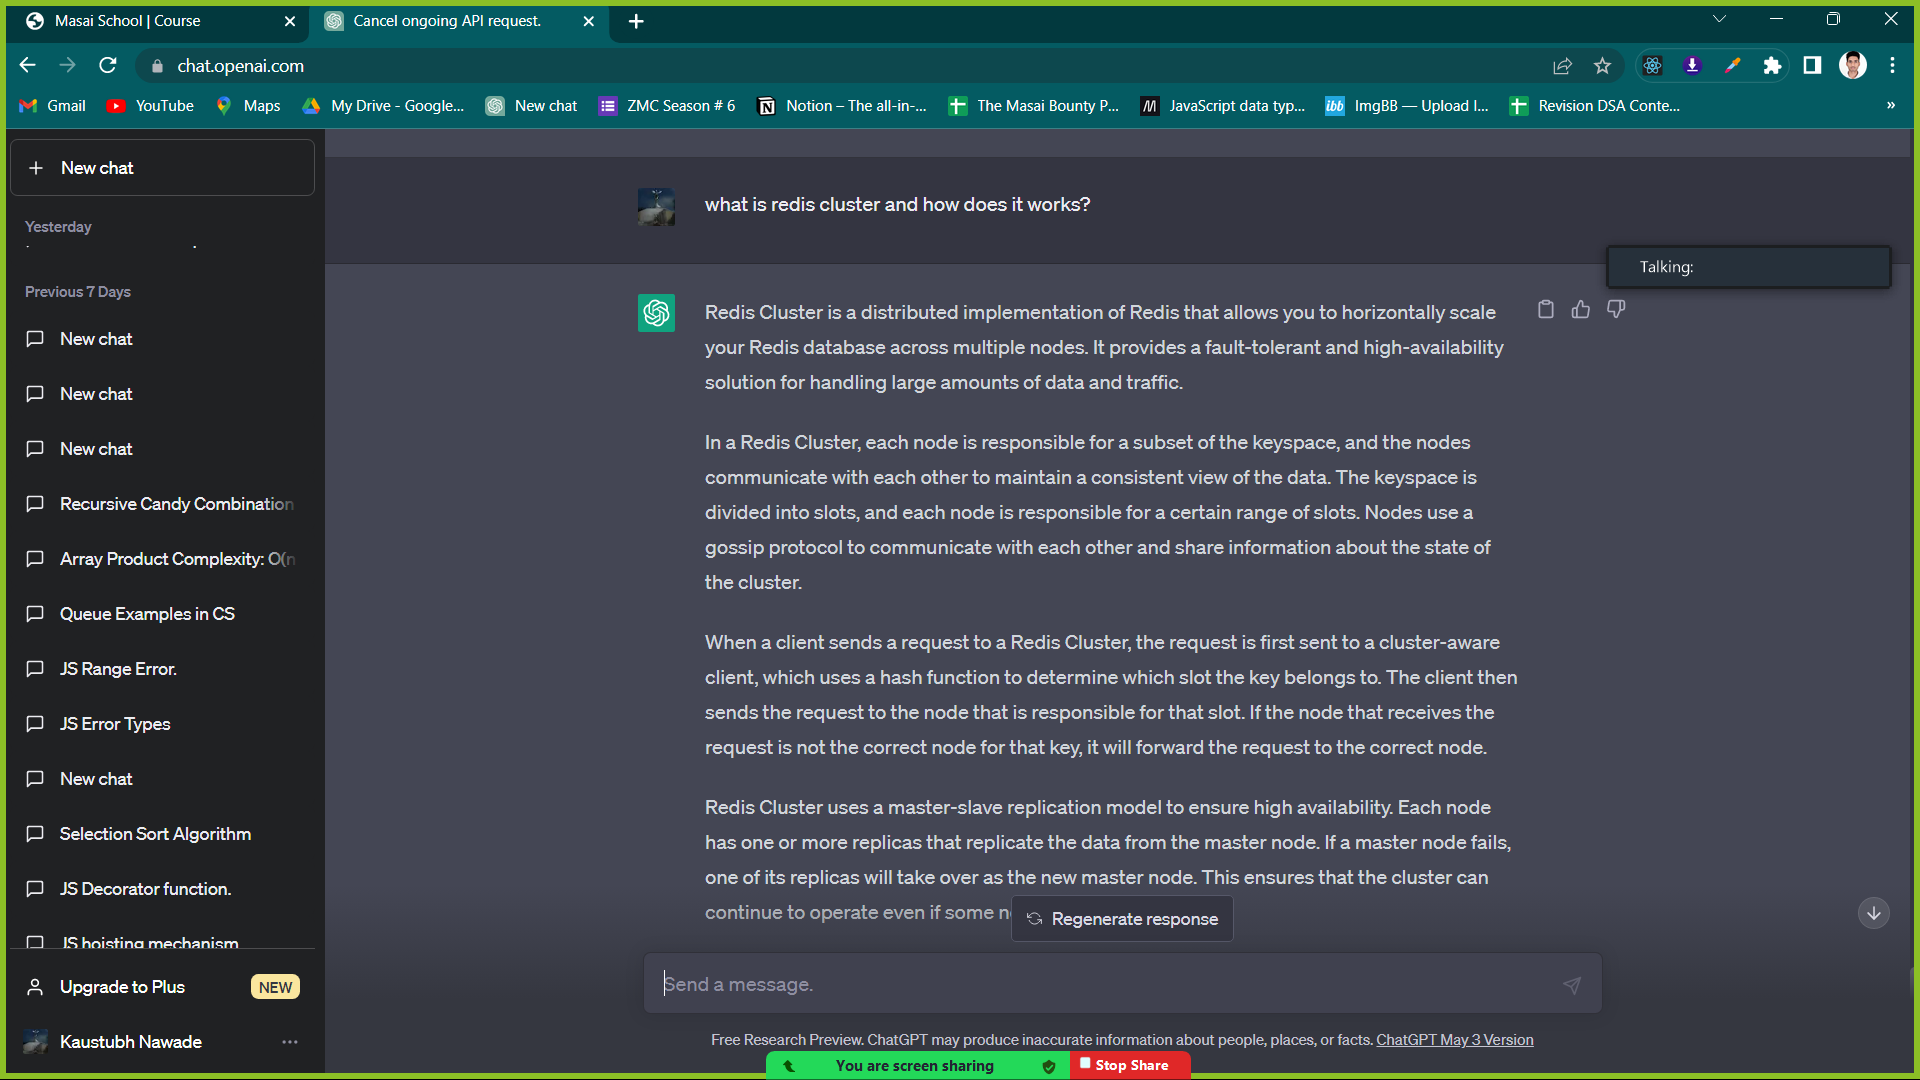 Masai School | Course
Cancel ongoing API request.
chat.openai.com
Gmail
YouTube
Maps
My Drive - Google...
New chat
ZMC Season # 6
Notion – The all-in-...
The Masai Bounty P...
JavaScript data typ...
ibb
ImgBB — Upload I...
Revision DSA Conte...
»
New chat
Yesterday
Previous 7 Days
New chat
New chat
New chat
Recursive Candy Combination
Array Product Complexity: O(n
Queue Examples in CS
JS Range Error.
JS Error Types
New chat
Selection Sort Algorithm
JS Decorator function.
JS hoisting mechanism
Upgrade to Plus
NEW
Kaustubh Nawade
what is redis cluster and how does it works?
Talking:
Redis Cluster is a distributed implementation of Redis that allows you to horizontally scale
your Redis database across multiple nodes. It provides a fault-tolerant and high-availability
solution for handling large amounts of data and traffic.
In a Redis Cluster, each node is responsible for a subset of the keyspace, and the nodes
communicate with each other to maintain a consistent view of the data. The keyspace is
divided into slots, and each node is responsible for a certain range of slots. Nodes use a
gossip protocol to communicate with each other and share information about the state of
the cluster.
When a client sends a request to a Redis Cluster, the request is first sent to a cluster-aware
client, which uses a hash function to determine which slot the key belongs to. The client then
sends the request to the node that is responsible for that slot. If the node that receives the
request is not the correct node for that key, it will forward the request to the correct node.
Redis Cluster uses a master-slave replication model to ensure high availability. Each node
has one or more replicas that replicate the data from the master node. If a master node fails,
one of its replicas will take over as the new master node. This ensures that the cluster can
continue to operate even if some n
Regenerate response
Send a message.
Free Research Preview. ChatGPT may produce inaccurate information about people, places, or facts. ChatGPT May 3 Version
You are screen sharing
Stop Share